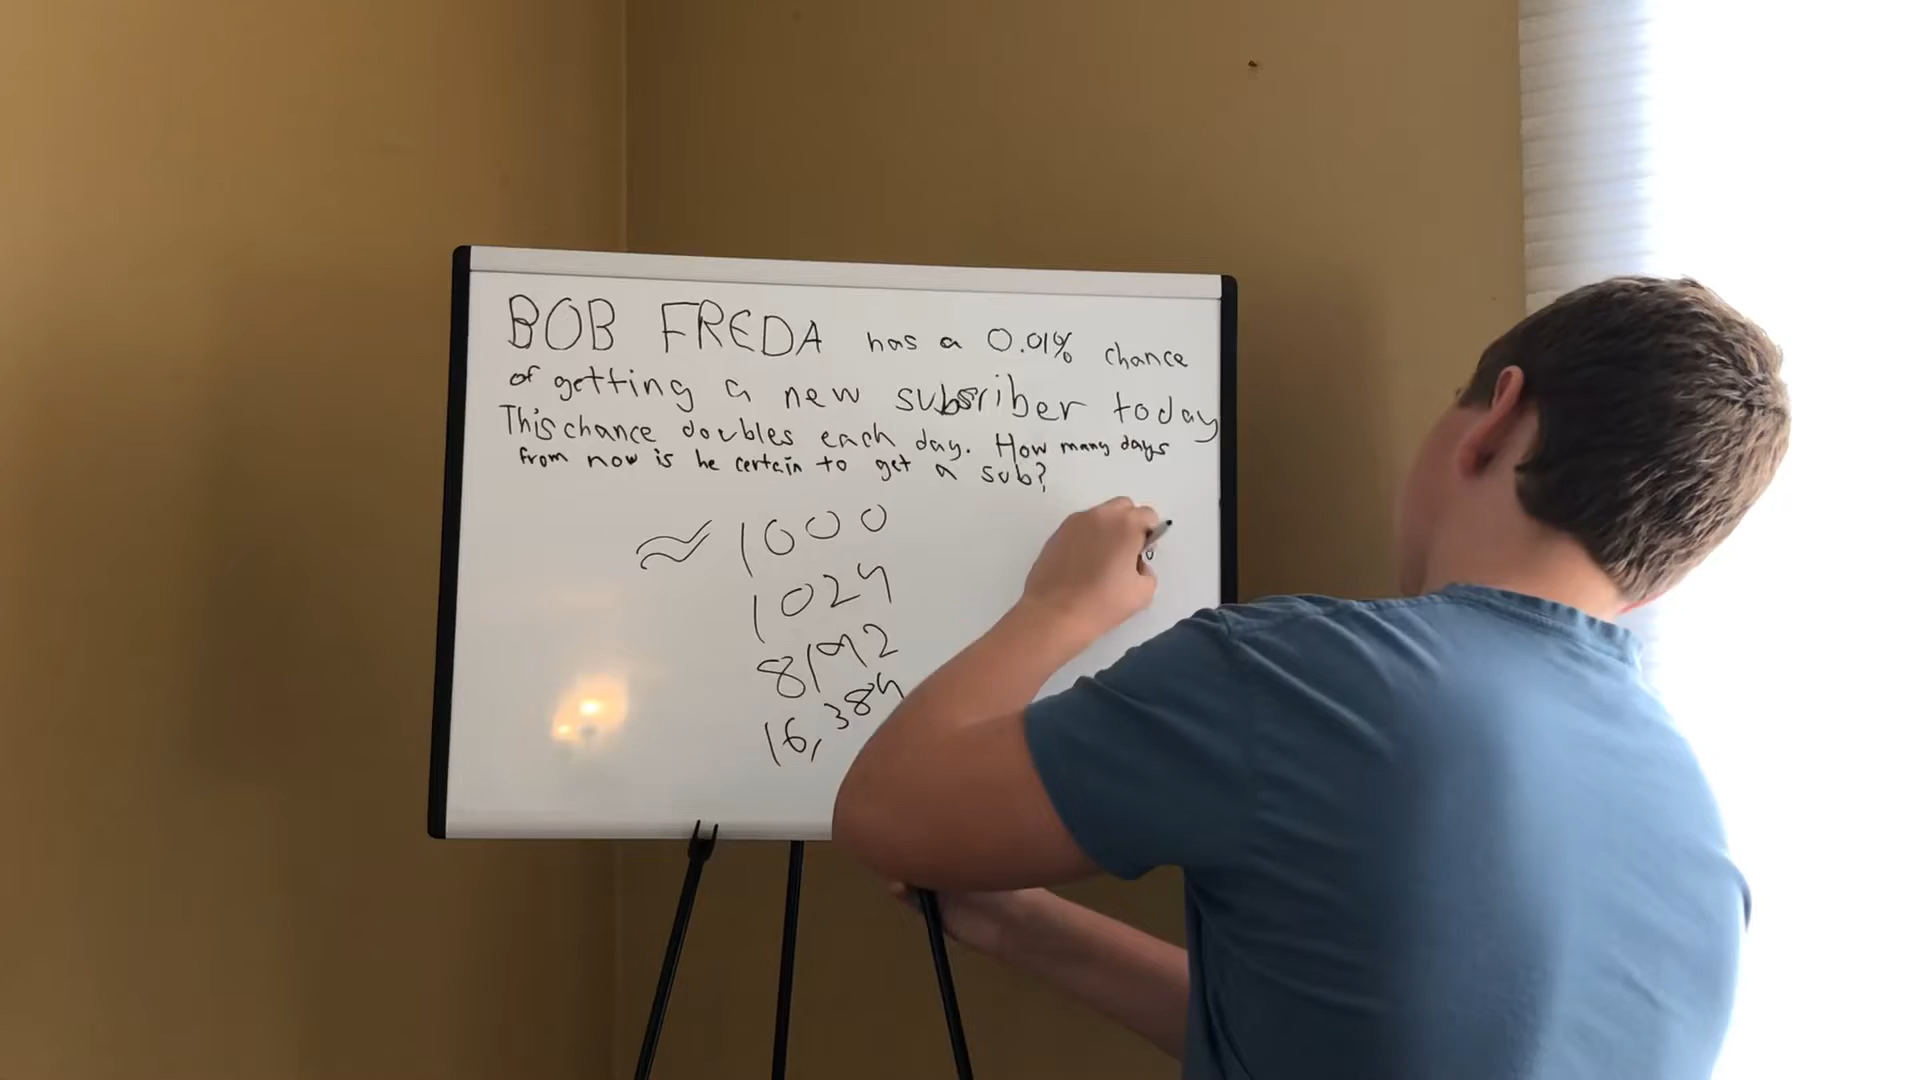 BOB FREDA has a 0.01% chance
of getting a new subsriber today
This chance doubles each day. How many days
from now is he certain to get a sub?
≈ 1000
1024
8192
16,384